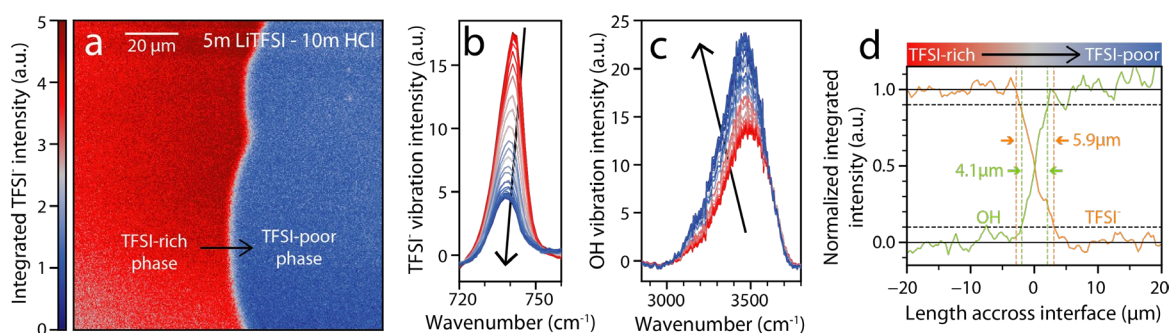 Integrated TFSI⁻ intensity (a.u.)
5
4
3
2
1
0
a
20 µm
5m LiTFSI - 10m HCl
TFSI-rich
phase
TFSI-poor
phase
b
TFSI⁻ vibration intensity (a.u.)
15
10
5
0
720
750
Wavenumber (cm⁻¹)
c
OH vibration intensity (a.u.)
25
20
15
10
5
0
3000
3500
Wavenumber (cm⁻¹)
d
TFSI-rich
TFSI-poor
Normalized integrated
intensity (a.u.)
1.0
0.5
0.0
5.9µm
4.1µm
OH
TFSI⁻
−20
−10
0
10
20
Length accross interface (µm)